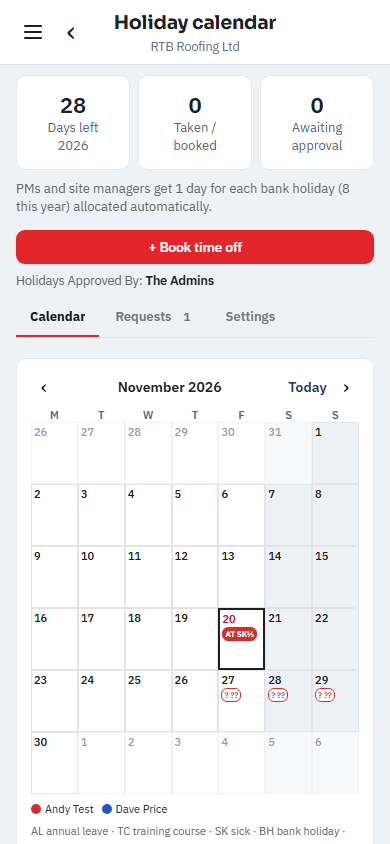 Holiday calendar
RTB Roofing Ltd
28 0 0
Days left 2026 Taken / booked Awaiting approval
PMs and site managers get 1 day for each bank holiday (8
this year) allocated automatically.
+ Book time off
Holidays Approved By: The Admins
Calendar Requests 1 Settings
‹ November 2026 Today ›
M T W T F S S
26 27 28 29 30 31 1
2 3 4 5 6 7 8
9 10 11 12 13 14 15
16 17 18 19 20 21 22
AT SK½
23 24 25 26 27 28 29
? ?? ? ?? ? ??
30 1 2 3 4 5 6
Andy Test Dave Price
AL annual leave · TC training course · SK sick · BH bank holiday ·